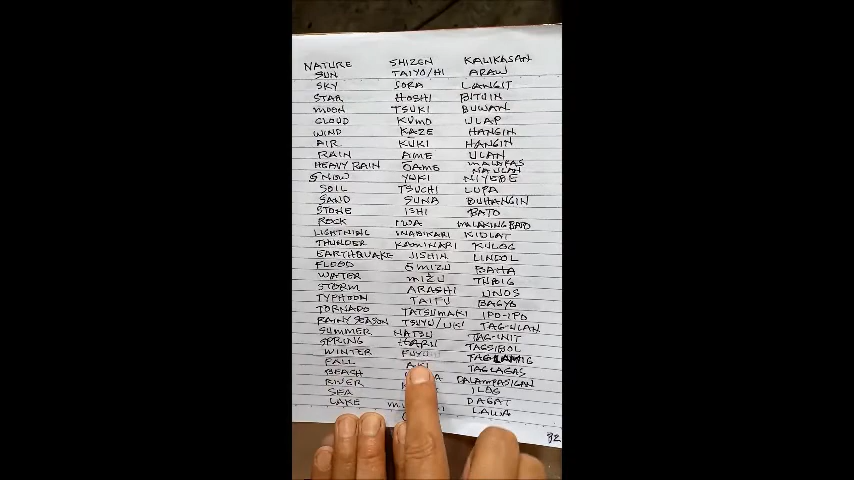 NATURE SHIZEN KALIKASAN
SUN TAIYO/HI ARAW
SKY SORA LANGIT
STAR HOSHI BITUIN
MOON TSUKI BUWAN
CLOUD KUMO ULAP
WIND KAZE HANGIN
AIR KUKI HANGIN
RAIN AME ULAN
HEAVY RAIN OAME MALAKAS NA ULAN
SNOW YUKI NIYEBE
SOIL TSUCHI LUPA
SAND SUNA BUHANGIN
STONE ISHI BATO
ROCK IWA MALAKING BATO
LIGHTNING INABIKARI KIDLAT
THUNDER KAMINARI KULOG
EARTHQUAKE JISHIN LINDOL
FLOOD OMIZU BAHA
WATER MIZU TUBIG
STORM ARASHI UNOS
TYPHOON TAIFU BAGYO
TORNADO TATSUMAKI IPO-IPO
RAINY SEASON TSUYU/UKI TAG-ULAN
SUMMER NATSU TAG-INIT
SPRING HARU TAGSIBOL
WINTER FUYU TAGLAMIG
FALL AKI TAGLAGAS
BEASH DALAMPASIGAN
RIVER ILOG
SEA DAGAT
LAKE LAWA
32